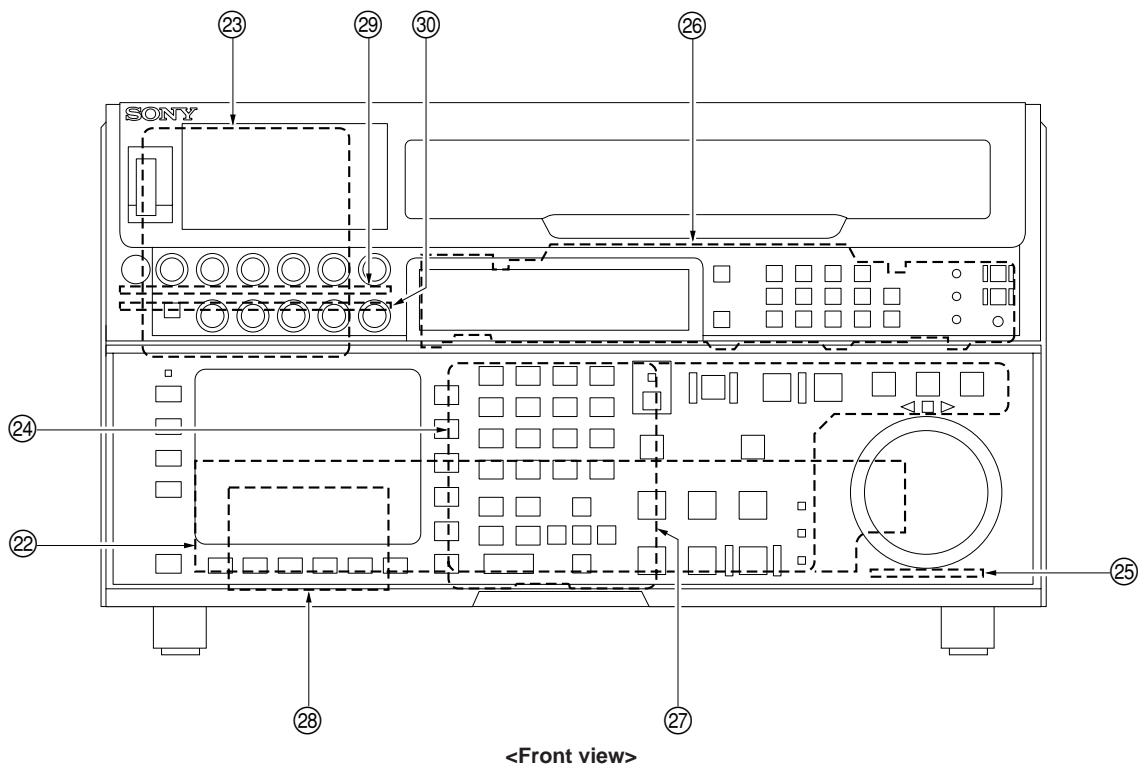 ㉓ ㉙ ㉚ ㉖
SONY
㉔
㉒
㉕
㉘ ㉗
<Front view>